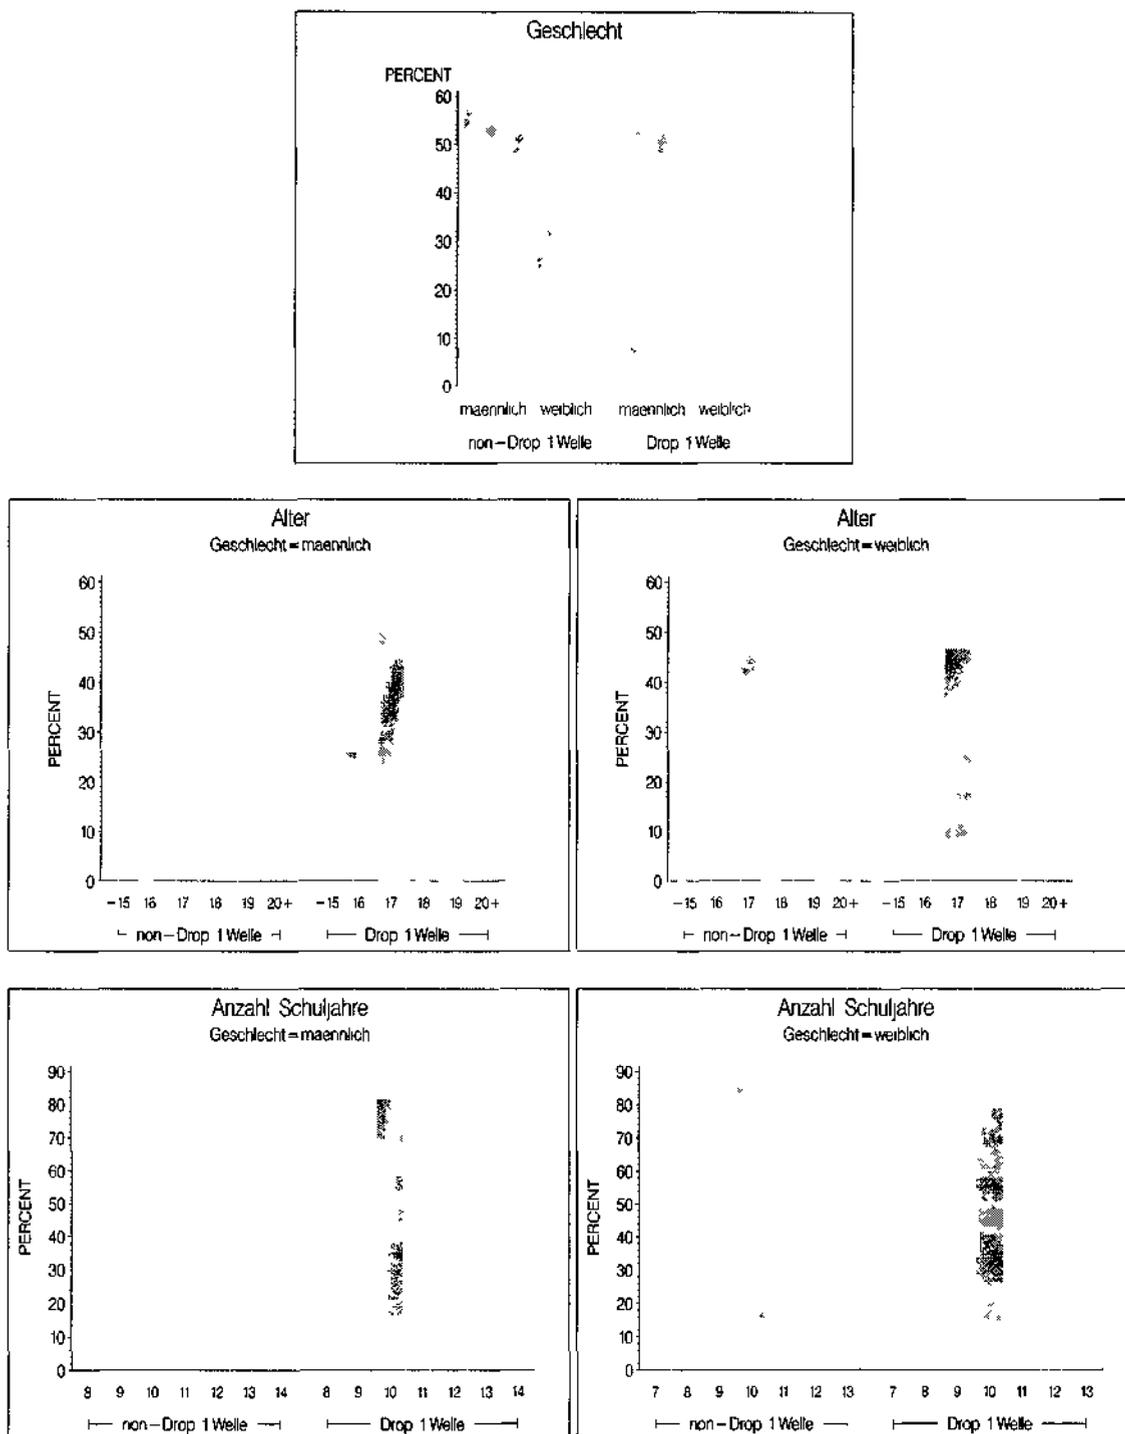 Geschlecht
PERCENT
60
50
40
30
20
10
0
maennlich weiblich maennlich weiblich
non-Drop 1 Welle Drop 1 Welle
Alter
Geschlecht = maennlich
PERCENT
60
50
40
30
20
10
0
-15 16 17 18 19 20+ -15 16 17 18 19 20+
non-Drop 1 Welle Drop 1 Welle
Alter
Geschlecht = weiblich
PERCENT
60
50
40
30
20
10
0
-15 16 17 18 19 20+ -15 16 17 18 19 20+
non-Drop 1 Welle Drop 1 Welle
Anzahl Schuljahre
Geschlecht = maennlich
PERCENT
90
80
70
60
50
40
30
20
10
0
8 9 10 11 12 13 14 8 9 10 11 12 13 14
non-Drop 1 Welle Drop 1 Welle
Anzahl Schuljahre
Geschlecht = weiblich
PERCENT
90
80
70
60
50
40
30
20
10
0
7 8 9 10 11 12 13 7 8 9 10 11 12 13
non-Drop 1 Welle Drop 1 Welle